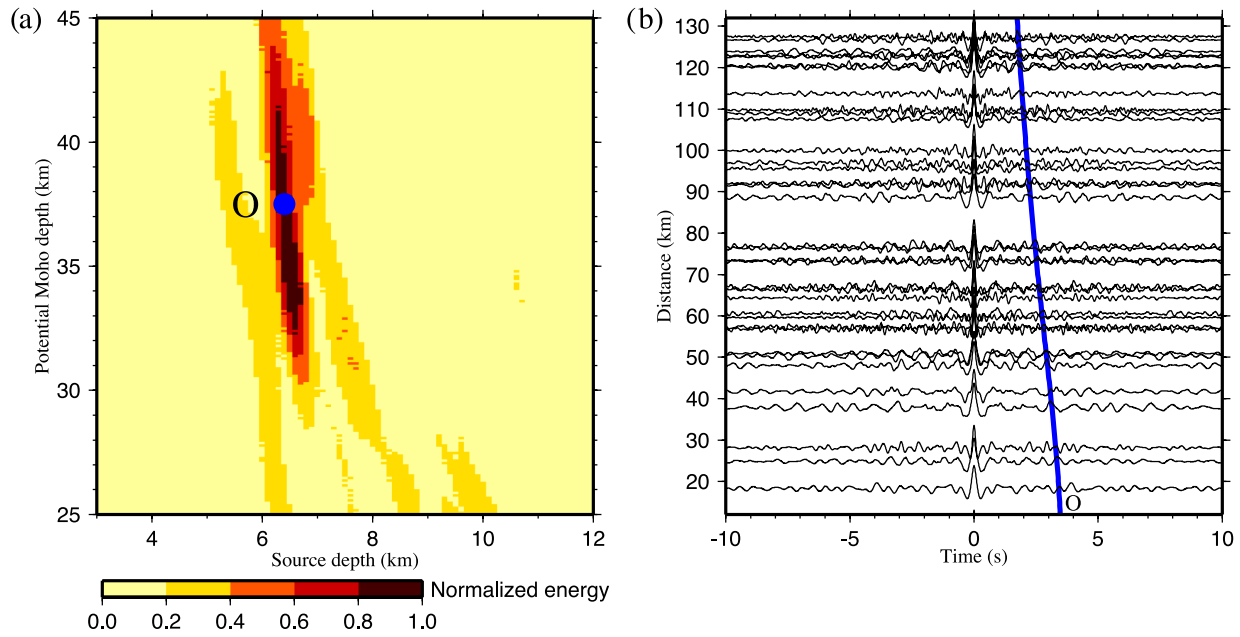 (a)
45
40
35
30
25
Potential Moho depth (km)
O
4 6 8 10 12
Source depth (km)
Normalized energy
0.0 0.2 0.4 0.6 0.8 1.0
(b)
130
120
110
100
90
80
70
60
50
40
30
20
Distance (km)
O
-10 -5 0 5 10
Time (s)